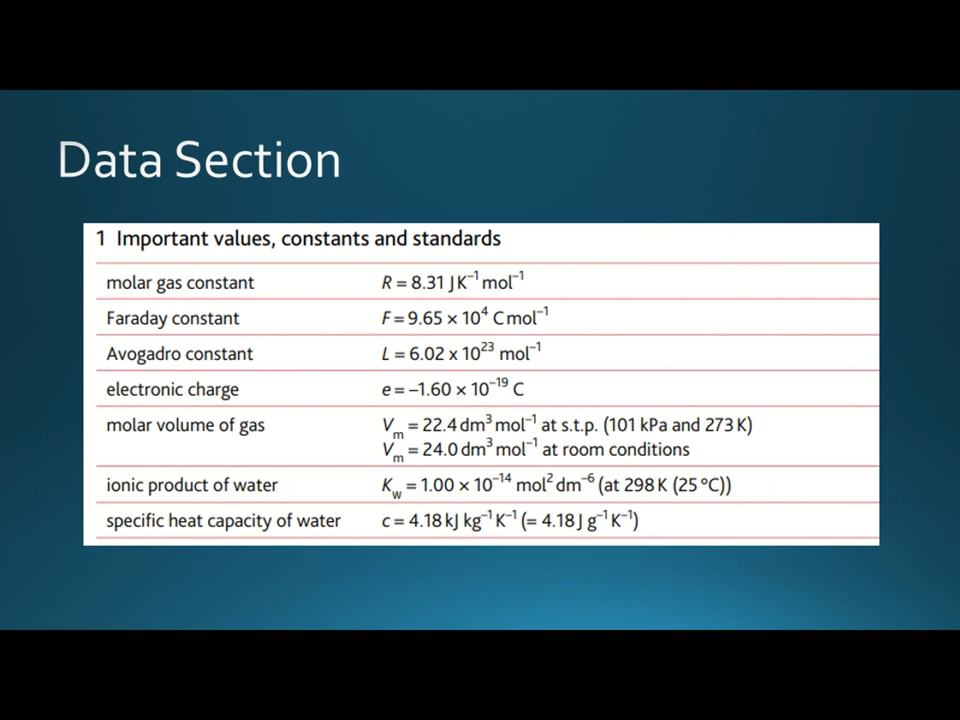 Data Section
1 Important values, constants and standards
molar gas constant R = 8.31 J K⁻¹ mol⁻¹
Faraday constant F = 9.65 × 10⁴ C mol⁻¹
Avogadro constant L = 6.02 x 10²³ mol⁻¹
electronic charge e = –1.60 × 10⁻¹⁹ C
molar volume of gas Vₘ = 22.4 dm³ mol⁻¹ at s.t.p. (101 kPa and 273 K)
Vₘ = 24.0 dm³ mol⁻¹ at room conditions
ionic product of water K_w = 1.00 × 10⁻¹⁴ mol² dm⁻⁶ (at 298 K (25 °C))
specific heat capacity of water c = 4.18 kJ kg⁻¹ K⁻¹ (= 4.18 J g⁻¹ K⁻¹)